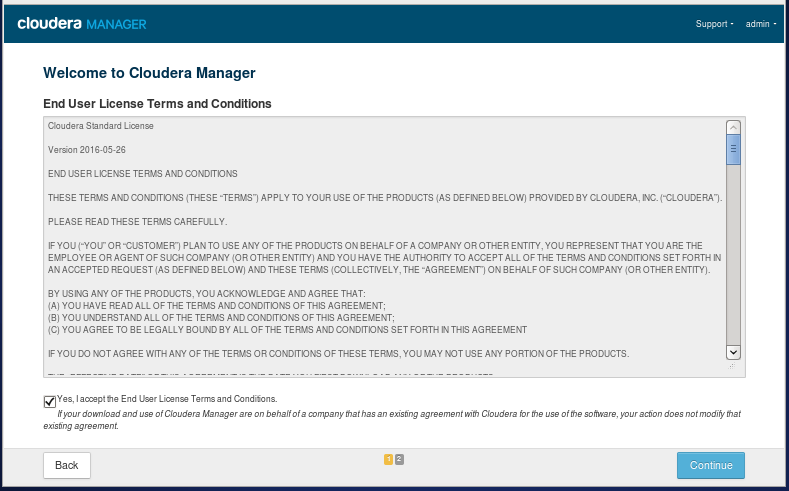 cloudera MANAGER
Support
admin
Welcome to Cloudera Manager
End User License Terms and Conditions
Cloudera Standard License
Version 2016-05-26
END USER LICENSE TERMS AND CONDITIONS
THESE TERMS AND CONDITIONS (THESE “TERMS”) APPLY TO YOUR USE OF THE PRODUCTS (AS DEFINED BELOW) PROVIDED BY CLOUDERA, INC. (“CLOUDERA”).
PLEASE READ THESE TERMS CAREFULLY.
IF YOU (“YOU” OR “CUSTOMER”) PLAN TO USE ANY OF THE PRODUCTS ON BEHALF OF A COMPANY OR OTHER ENTITY, YOU REPRESENT THAT YOU ARE THE
EMPLOYEE OR AGENT OF SUCH COMPANY (OR OTHER ENTITY) AND YOU HAVE THE AUTHORITY TO ACCEPT ALL OF THE TERMS AND CONDITIONS SET FORTH IN
AN ACCEPTED REQUEST (AS DEFINED BELOW) AND THESE TERMS (COLLECTIVELY, THE “AGREEMENT”) ON BEHALF OF SUCH COMPANY (OR OTHER ENTITY).
BY USING ANY OF THE PRODUCTS, YOU ACKNOWLEDGE AND AGREE THAT:
(A) YOU HAVE READ ALL OF THE TERMS AND CONDITIONS OF THIS AGREEMENT;
(B) YOU UNDERSTAND ALL OF THE TERMS AND CONDITIONS OF THIS AGREEMENT;
(C) YOU AGREE TO BE LEGALLY BOUND BY ALL OF THE TERMS AND CONDITIONS SET FORTH IN THIS AGREEMENT
IF YOU DO NOT AGREE WITH ANY OF THE TERMS OR CONDITIONS OF THESE TERMS, YOU MAY NOT USE ANY PORTION OF THE PRODUCTS.
Yes, I accept the End User License Terms and Conditions.
If your download and use of Cloudera Manager are on behalf of a company that has an existing agreement with Cloudera for the use of the software, your action does not modify that
existing agreement.
Back
1 2
Continue